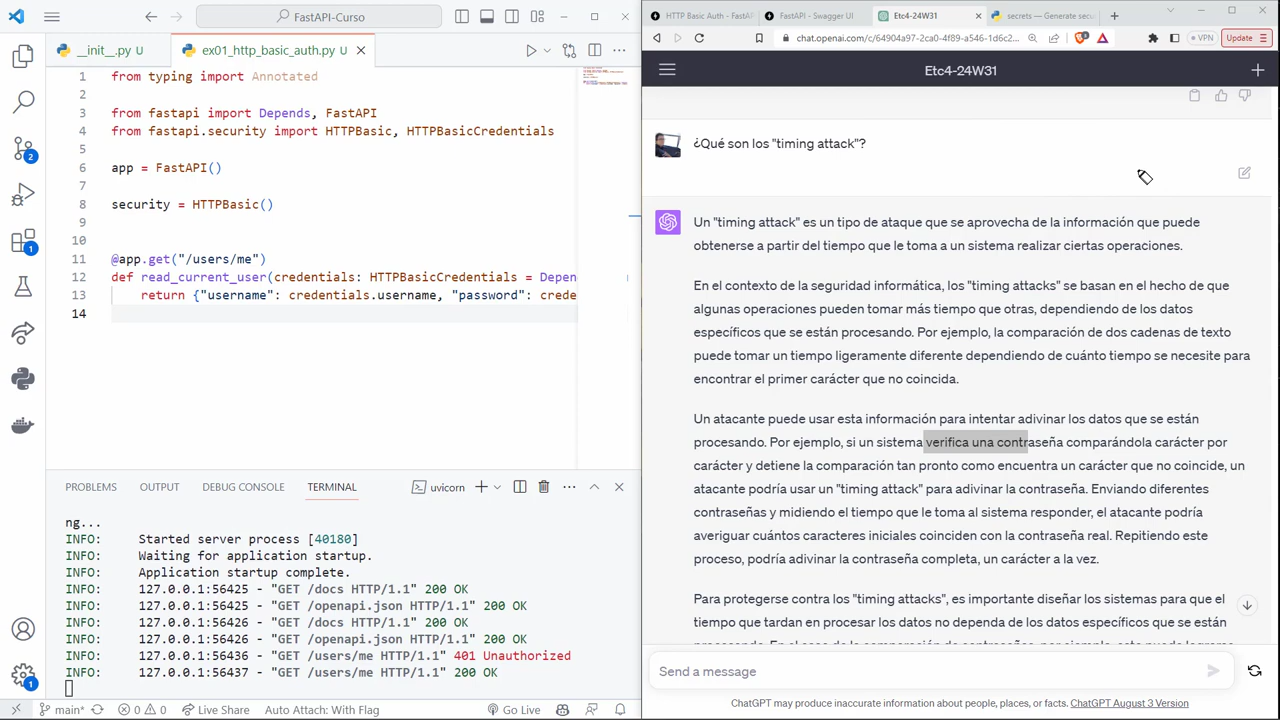 FastAPI-Curso
__init__.py U
ex01_http_basic_auth.py U
1 from typing import Annotated
2
3 from fastapi import Depends, FastAPI
4 from fastapi.security import HTTPBasic, HTTPBasicCredentials
5
6 app = FastAPI()
7
8 security = HTTPBasic()
9
10
11 @app.get("/users/me")
12 def read_current_user(credentials: HTTPBasicCredentials = Depen
13 return {"username": credentials.username, "password": crede
14
2
1
1
PROBLEMS OUTPUT DEBUG CONSOLE TERMINAL uvicorn
ng...
INFO: Started server process [40180]
INFO: Waiting for application startup.
INFO: Application startup complete.
INFO: 127.0.0.1:56425 - "GET /docs HTTP/1.1" 200 OK
INFO: 127.0.0.1:56425 - "GET /openapi.json HTTP/1.1" 200 OK
INFO: 127.0.0.1:56426 - "GET /docs HTTP/1.1" 200 OK
INFO: 127.0.0.1:56426 - "GET /openapi.json HTTP/1.1" 200 OK
INFO: 127.0.0.1:56436 - "GET /users/me HTTP/1.1" 401 Unauthorized
INFO: 127.0.0.1:56437 - "GET /users/me HTTP/1.1" 200 OK
main* 0 0 Live Share Auto Attach: With Flag Go Live
HTTP Basic Auth - FastAP
FastAPI - Swagger UI
Etc4-24W31
secrets — Generate secu
chat.openai.com/c/64904a97-2ca0-4f89-a546-1d6c2...
VPN
Update
Etc4-24W31
¿Qué son los "timing attack"?
Un "timing attack" es un tipo de ataque que se aprovecha de la información que puede
obtenerse a partir del tiempo que le toma a un sistema realizar ciertas operaciones.
En el contexto de la seguridad informática, los "timing attacks" se basan en el hecho de que
algunas operaciones pueden tomar más tiempo que otras, dependiendo de los datos
específicos que se están procesando. Por ejemplo, la comparación de dos cadenas de texto
puede tomar un tiempo ligeramente diferente dependiendo de cuánto tiempo se necesite para
encontrar el primer carácter que no coincida.
Un atacante puede usar esta información para intentar adivinar los datos que se están
procesando. Por ejemplo, si un sistema verifica una contraseña comparándola carácter por
carácter y detiene la comparación tan pronto como encuentra un carácter que no coincide, un
atacante podría usar un "timing attack" para adivinar la contraseña. Enviando diferentes
contraseñas y midiendo el tiempo que le toma al sistema responder, el atacante podría
averiguar cuántos caracteres iniciales coinciden con la contraseña real. Repitiendo este
proceso, podría adivinar la contraseña completa, un carácter a la vez.
Para protegerse contra los "timing attacks", es importante diseñar los sistemas para que el
tiempo que tardan en procesar los datos no dependa de los datos específicos que se están
Send a message
ChatGPT may produce inaccurate information about people, places, or facts. ChatGPT August 3 Version